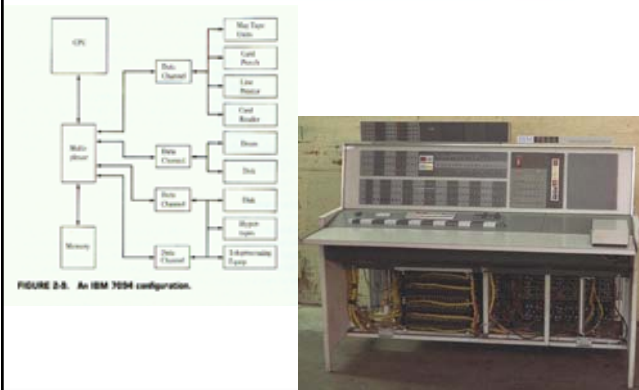 CPU
Multi-
plexor
Memory
Data
Channel
Data
Channel
Data
Channel
Data
Channel
Mag Tape
Units
Card
Punch
Line
Printer
Card
Reader
Drum
Disk
Disk
Hyper-
tapes
Teleprocessing
Equip
FIGURE 2-5. An IBM 7094 configuration.